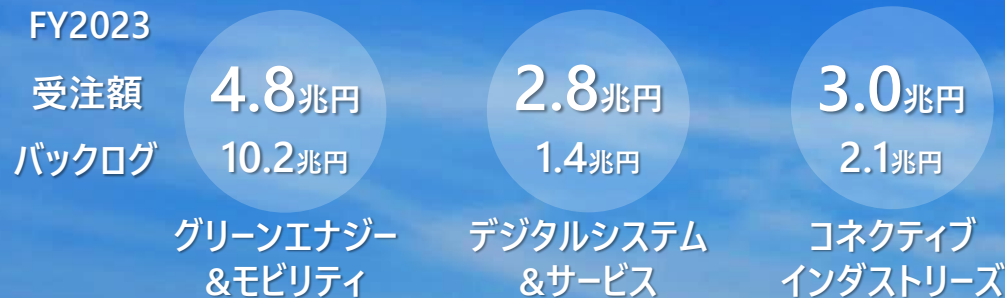 FY2023
受注額 4.8兆円 2.8兆円 3.0兆円
バックログ 10.2兆円 1.4兆円 2.1兆円
グリーンエナジー デジタルシステム コネクティブ
&モビリティ &サービス インダストリーズ